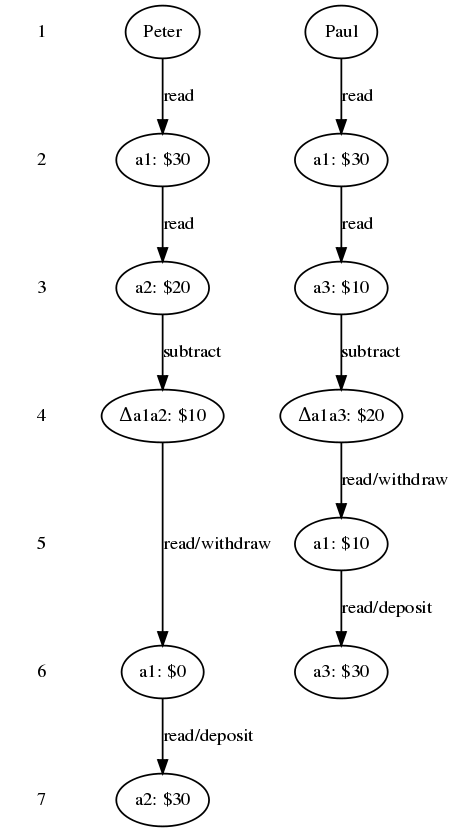 1 Peter Paul
read read
2 a1: $30 a1: $30
read read
3 a2: $20 a3: $10
subtract subtract
4 Δa1a2: $10 Δa1a3: $20
read/withdraw
5 read/withdraw a1: $10
read/deposit
6 a1: $0 a3: $30
read/deposit
7 a2: $30